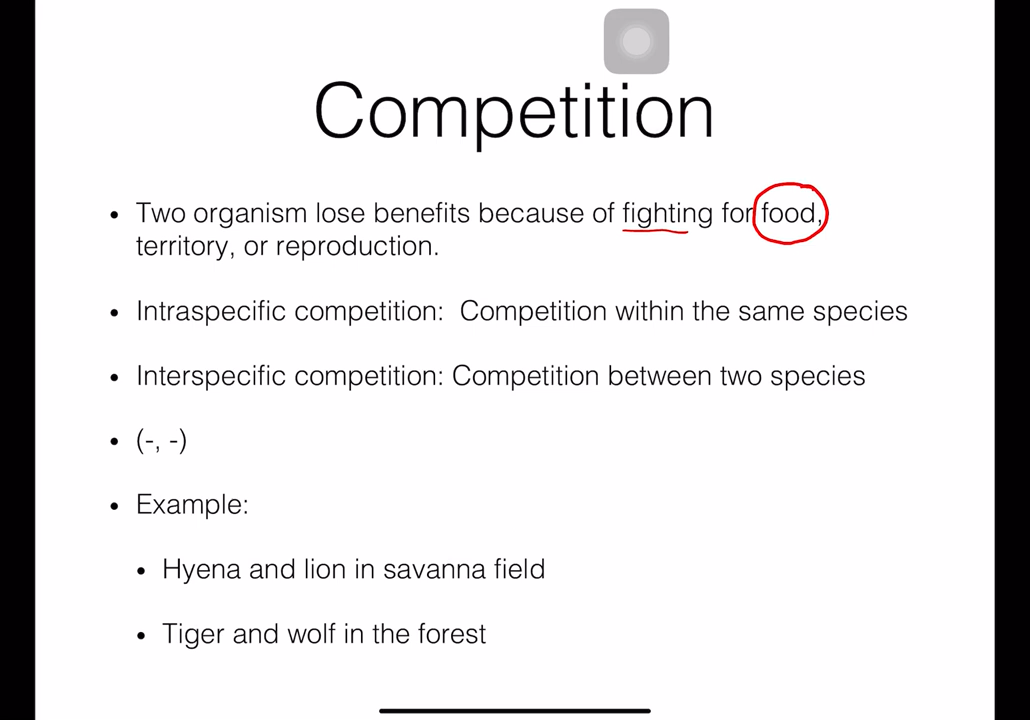 Competition
• Two organism lose benefits because of fighting for food,
territory, or reproduction.
• Intraspecific competition:  Competition within the same species
• Interspecific competition: Competition between two species
• (-, -)
• Example:
• Hyena and lion in savanna field
• Tiger and wolf in the forest